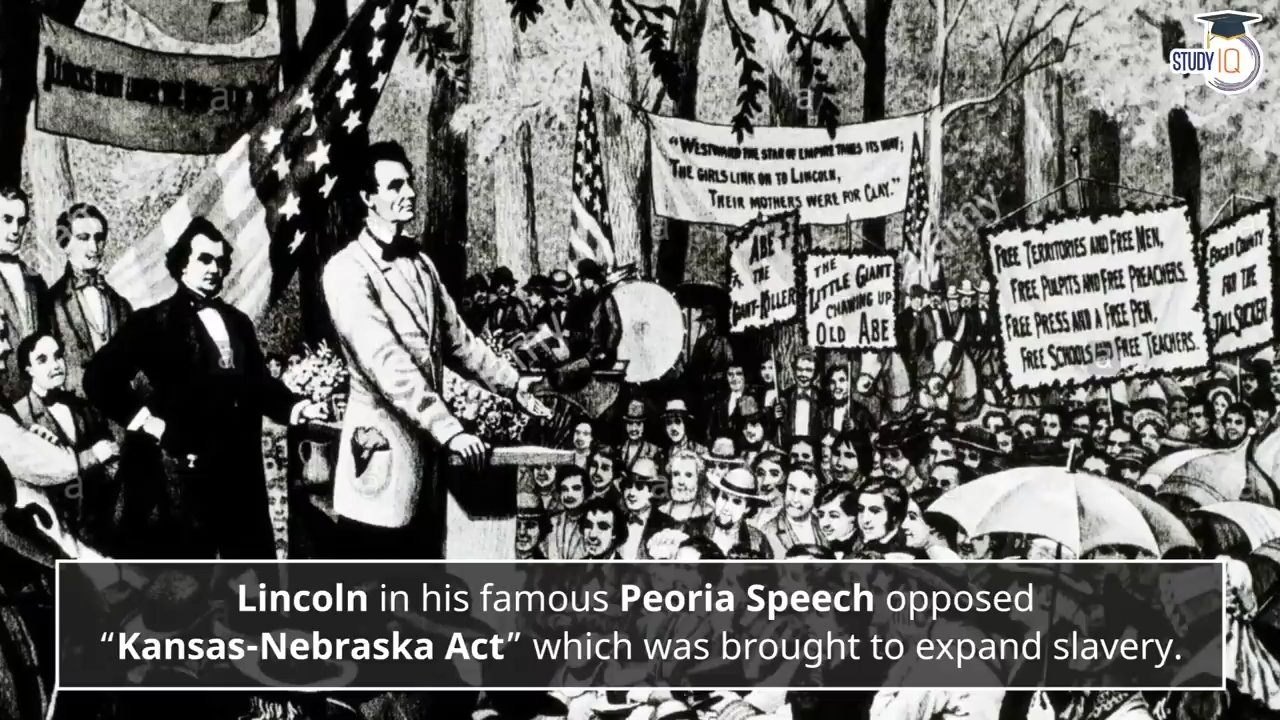 STUDY IQ
"WESTWARD THE STAR OF EMPIRE TAKES ITS WAY;
THE GIRLS LINK ON TO LINCOLN,
THEIR MOTHERS WERE FOR CLAY."
ABE
THE
GIANT-KILLER
THE
LITTLE GIANT
CHAWING UP
OLD ABE
FREE TERRITORIES AND FREE MEN,
FREE PULPITS AND FREE PREACHERS.
FREE PRESS AND A FREE PEN,
FREE SCHOOLS AND FREE TEACHERS.
EDGAR COUNTY
FOR THE
TALL SUCKER
Lincoln in his famous Peoria Speech opposed
“Kansas-Nebraska Act” which was brought to expand slavery.